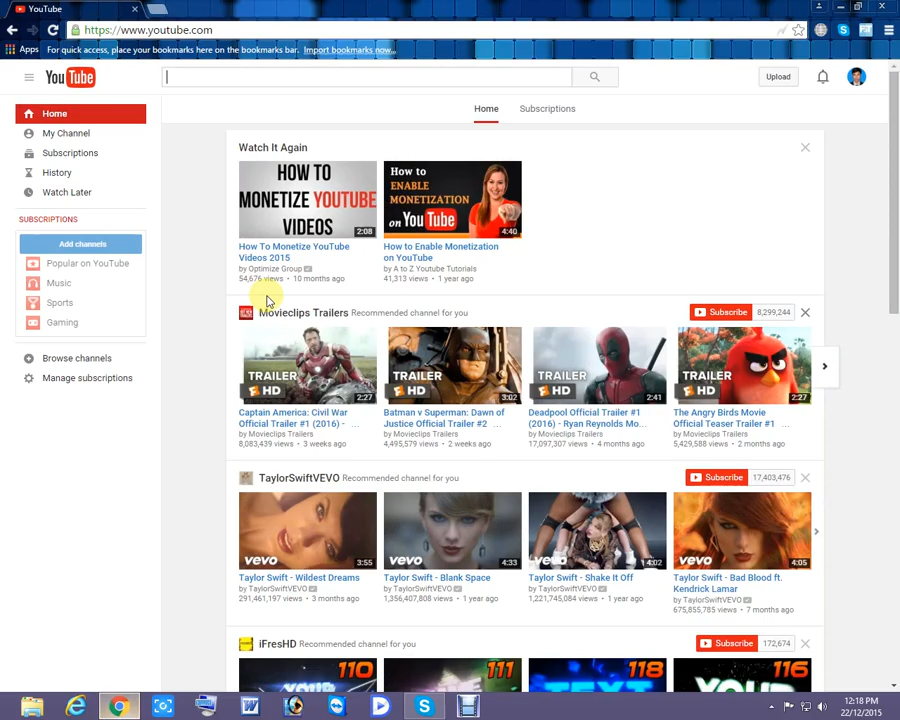 YouTube
https://www.youtube.com
Apps For quick access, place your bookmarks here on the bookmarks bar. Import bookmarks now...
YouTube
Upload
Home
Home Subscriptions
My Channel
Subscriptions
History
Watch Later
SUBSCRIPTIONS
Add channels
Popular on YouTube
Music
Sports
Gaming
Browse channels
Manage subscriptions
Watch It Again
HOW TO
MONETIZE YOUTUBE
VIDEOS
2:08
How to
ENABLE
MONETIZATION
on YouTube
4:40
How To Monetize YouTube
Videos 2015
by Optimize Group
54,676 views • 10 months ago
How to Enable Monetization
on YouTube
by A to Z Youtube Tutorials
41,313 views • 1 year ago
Movieclips Trailers Recommended channel for you
Subscribe 8,299,244
TRAILER
HD
2:27
TRAILER
HD
3:02
TRAILER
HD
2:41
TRAILER
HD
2:27
Captain America: Civil War
Official Trailer #1 (2016) - ...
by Movieclips Trailers
8,083,439 views • 3 weeks ago
Batman v Superman: Dawn of
Justice Official Trailer #2 ...
by Movieclips Trailers
4,495,579 views • 2 weeks ago
Deadpool Official Trailer #1
(2016) - Ryan Reynolds Mo...
by Movieclips Trailers
17,097,307 views • 4 months ago
The Angry Birds Movie
Official Teaser Trailer #1 ...
by Movieclips Trailers
5,429,588 views • 2 months ago
TaylorSwiftVEVO Recommended channel for you
Subscribe 17,403,476
vevo
3:55
vevo
4:33
vevo
4:02
vevo
4:05
Taylor Swift - Wildest Dreams
by TaylorSwiftVEVO
291,461,197 views • 3 months ago
Taylor Swift - Blank Space
by TaylorSwiftVEVO
1,356,407,808 views • 1 year ago
Taylor Swift - Shake It Off
by TaylorSwiftVEVO
1,221,745,084 views • 1 year ago
Taylor Swift - Bad Blood ft.
Kendrick Lamar
by TaylorSwiftVEVO
675,855,785 views • 7 months ago
iFresHD Recommended channel for you
Subscribe 172,674
110
111
118
116
12:18 PM
22/12/2015